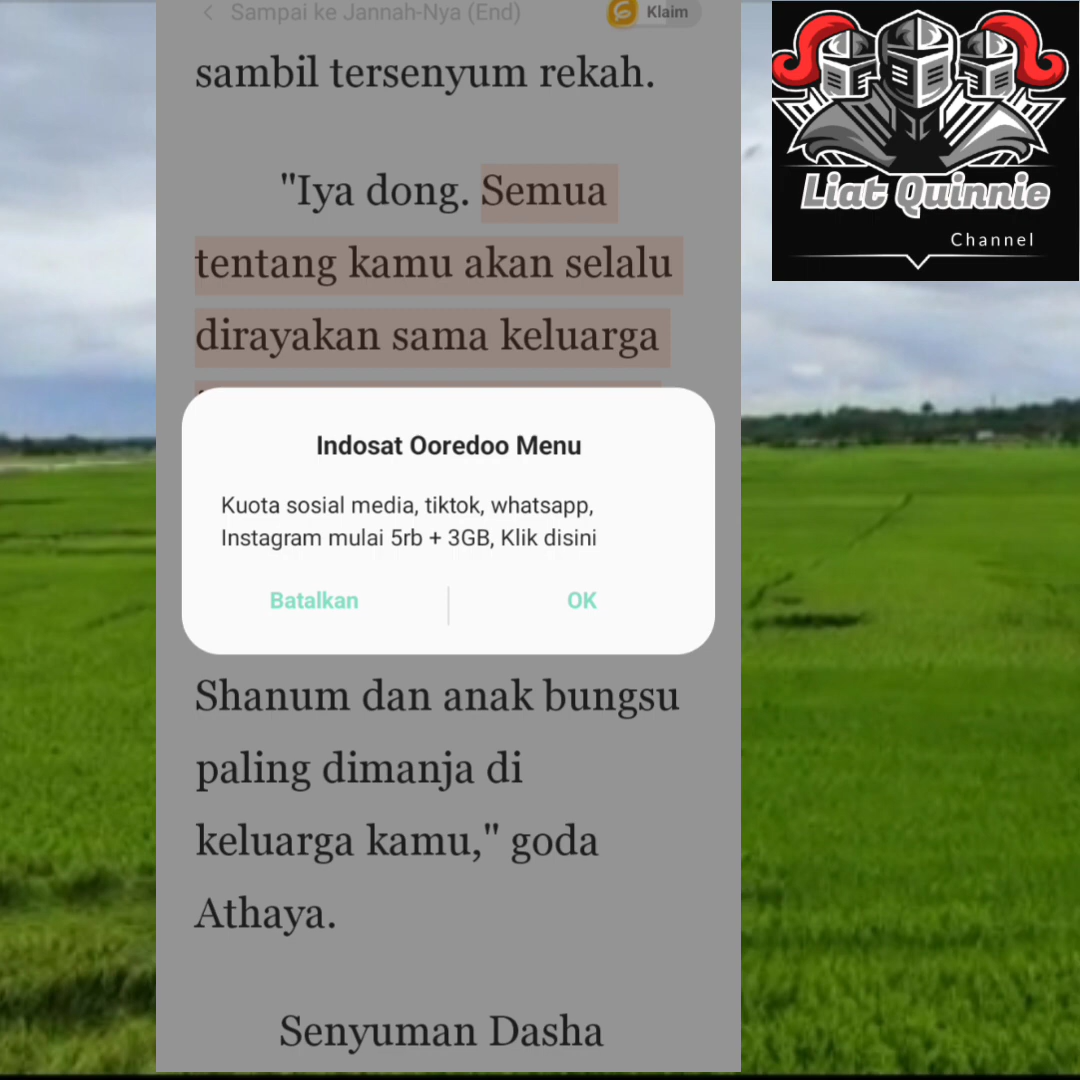 Sampai ke Jannah-Nya (End)
Klaim
sambil tersenyum rekah.
"Iya dong. Semua
tentang kamu akan selalu
dirayakan sama keluarga
Indosat Ooredoo Menu
Kuota sosial media, tiktok, whatsapp,
Instagram mulai 5rb + 3GB, Klik disini
Batalkan
OK
Shanum dan anak bungsu
paling dimanja di
keluarga kamu," goda
Athaya.
Senyuman Dasha
Liat Quinnie
Channel